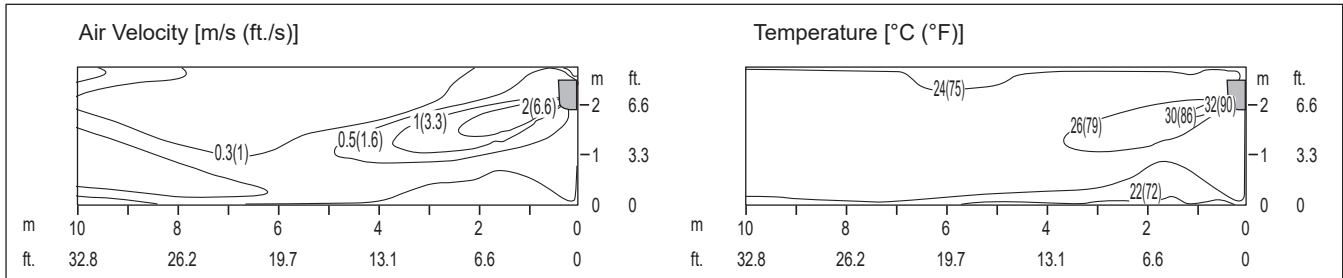 Air Velocity [m/s (ft./s)]
0.3(1)
0.5(1.6)
1(3.3)
2(6.6)
m ft.
2 6.6
1 3.3
0 0
m 10 8 6 4 2 0
ft. 32.8 26.2 19.7 13.1 6.6 0
Temperature [°C (°F)]
24(75)
26(79)
30(86)
32(90)
22(72)
m ft.
2 6.6
1 3.3
0 0
m 10 8 6 4 2 0
ft. 32.8 26.2 19.7 13.1 6.6 0